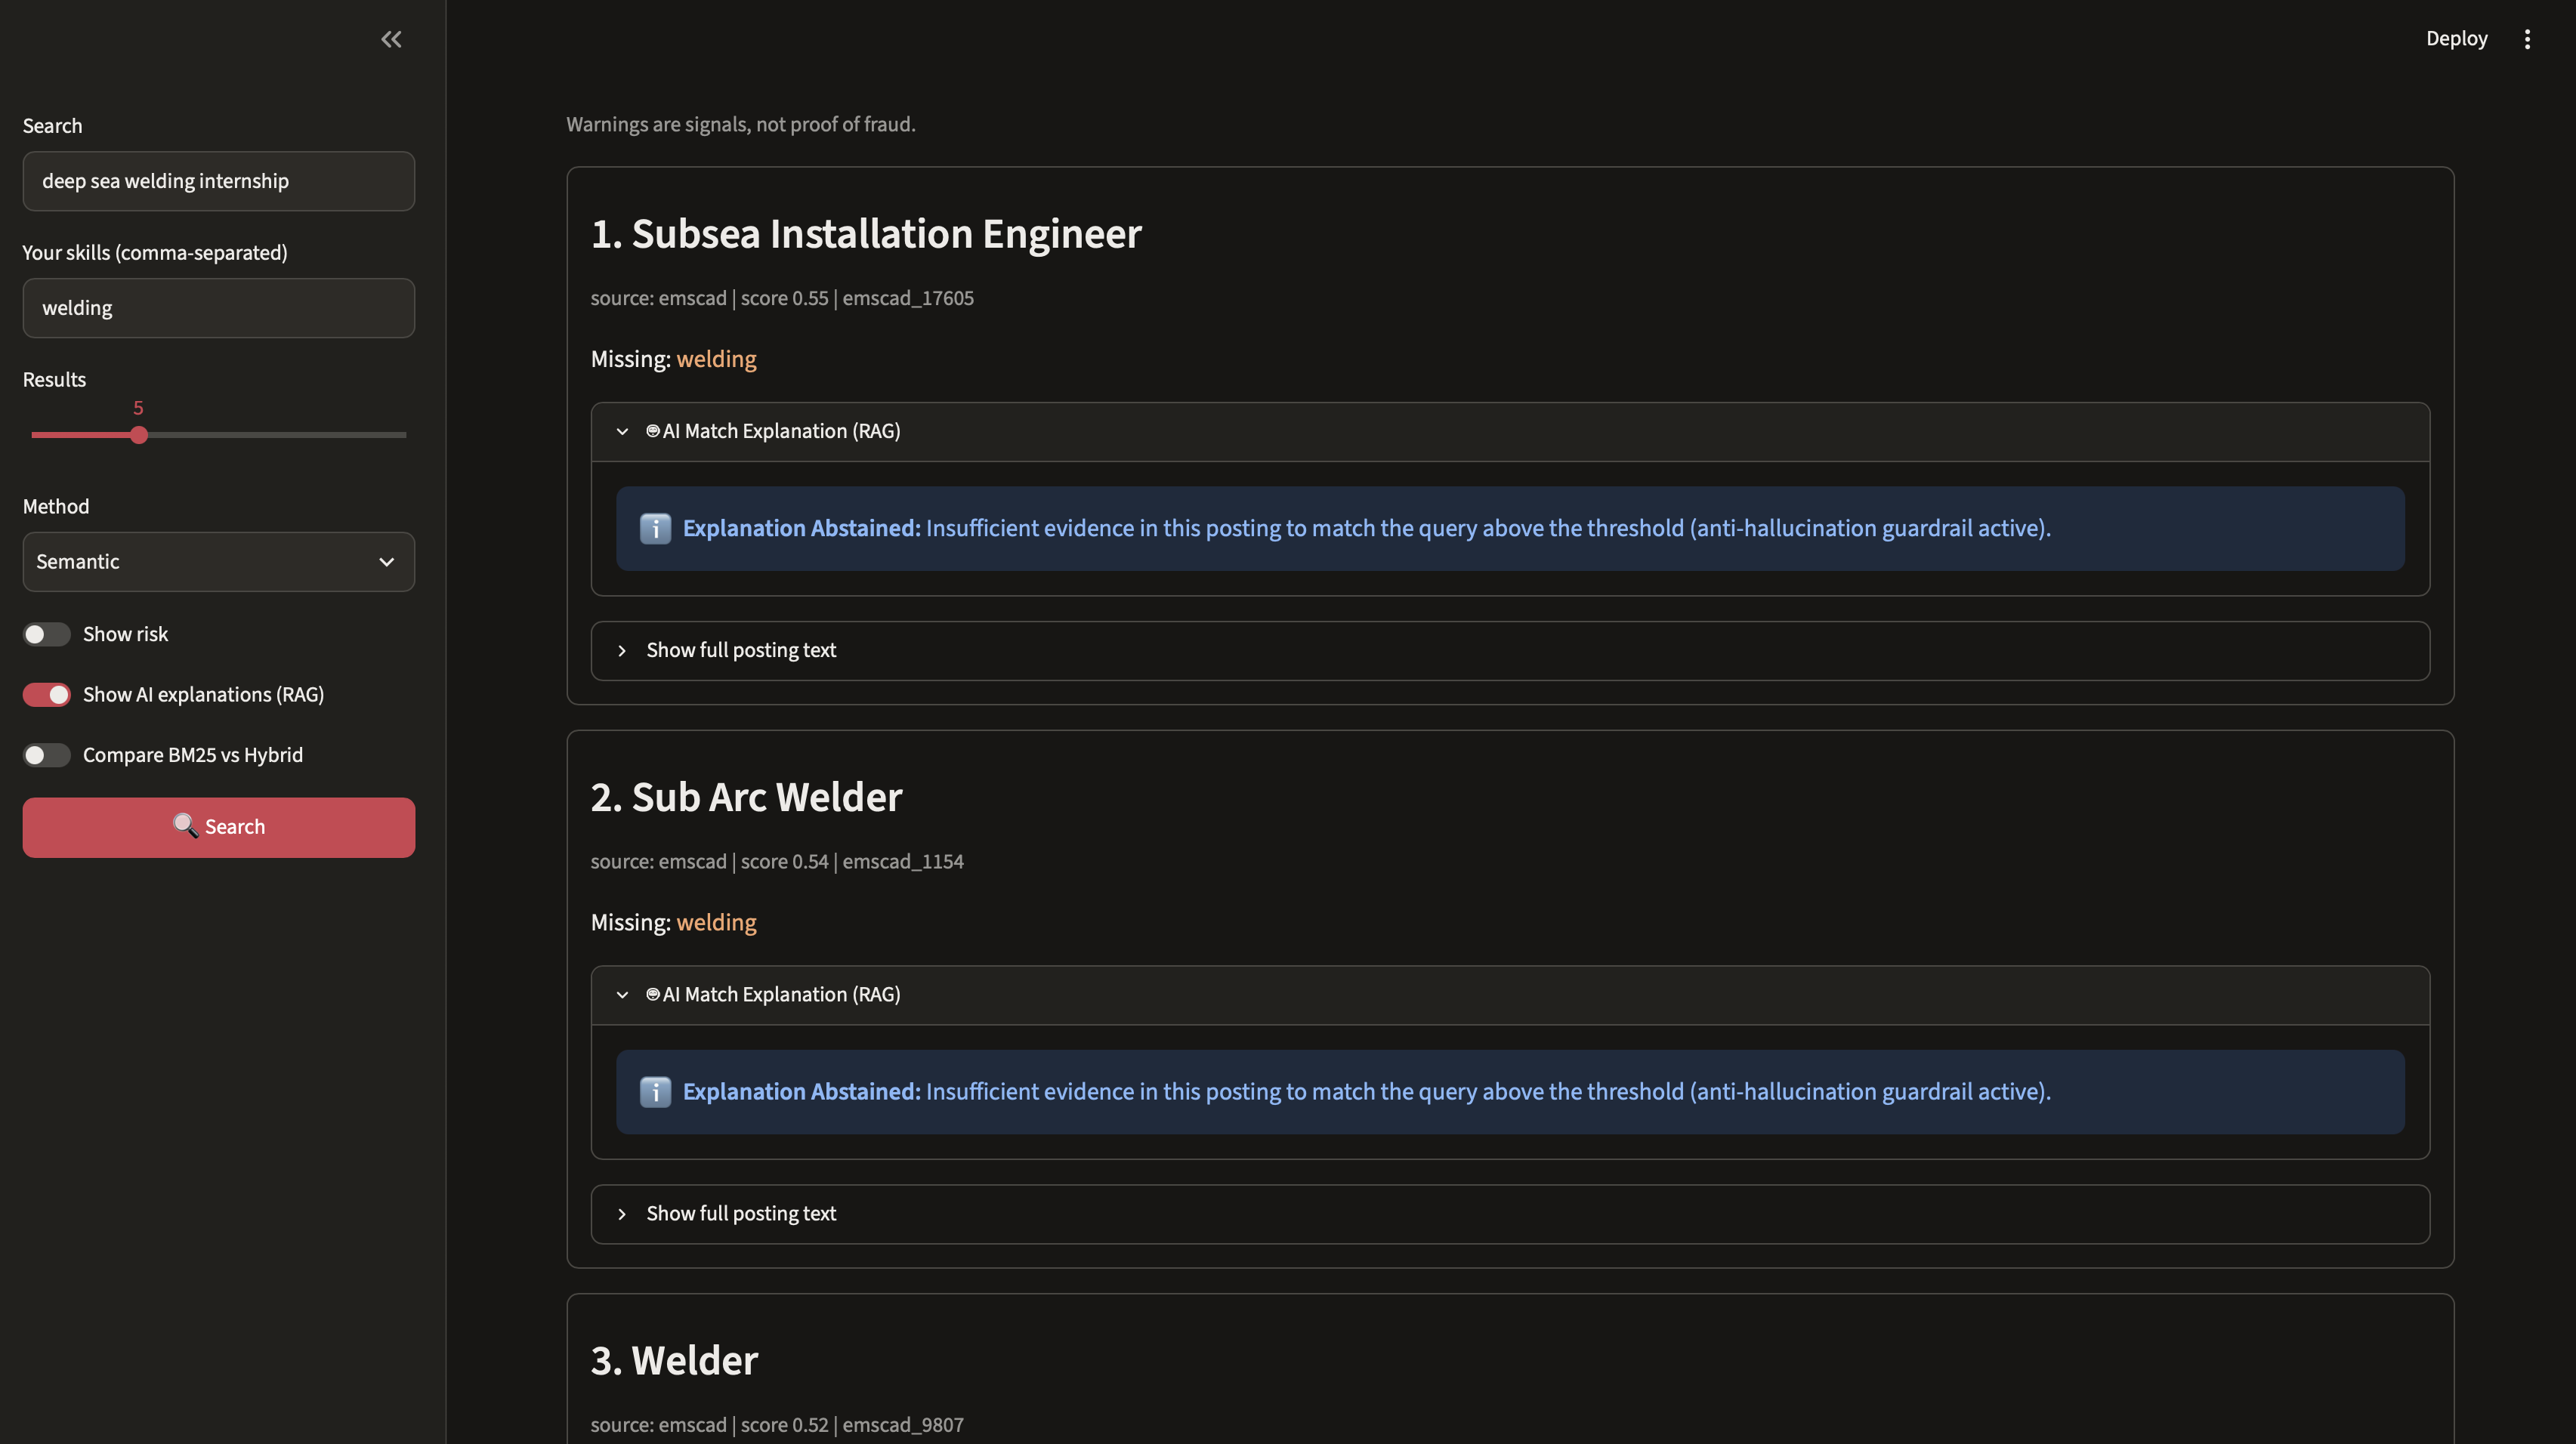 Deploy
Search
deep sea welding internship
Your skills (comma-separated)
welding
Results
5
Method
Semantic
Show risk
Show AI explanations (RAG)
Compare BM25 vs Hybrid
Search
Warnings are signals, not proof of fraud.
1. Subsea Installation Engineer
source: emscad | score 0.55 | emscad_17605
Missing: welding
AI Match Explanation (RAG)
Explanation Abstained: Insufficient evidence in this posting to match the query above the threshold (anti-hallucination guardrail active).
Show full posting text
2. Sub Arc Welder
source: emscad | score 0.54 | emscad_1154
Missing: welding
AI Match Explanation (RAG)
Explanation Abstained: Insufficient evidence in this posting to match the query above the threshold (anti-hallucination guardrail active).
Show full posting text
3. Welder
source: emscad | score 0.52 | emscad_9807